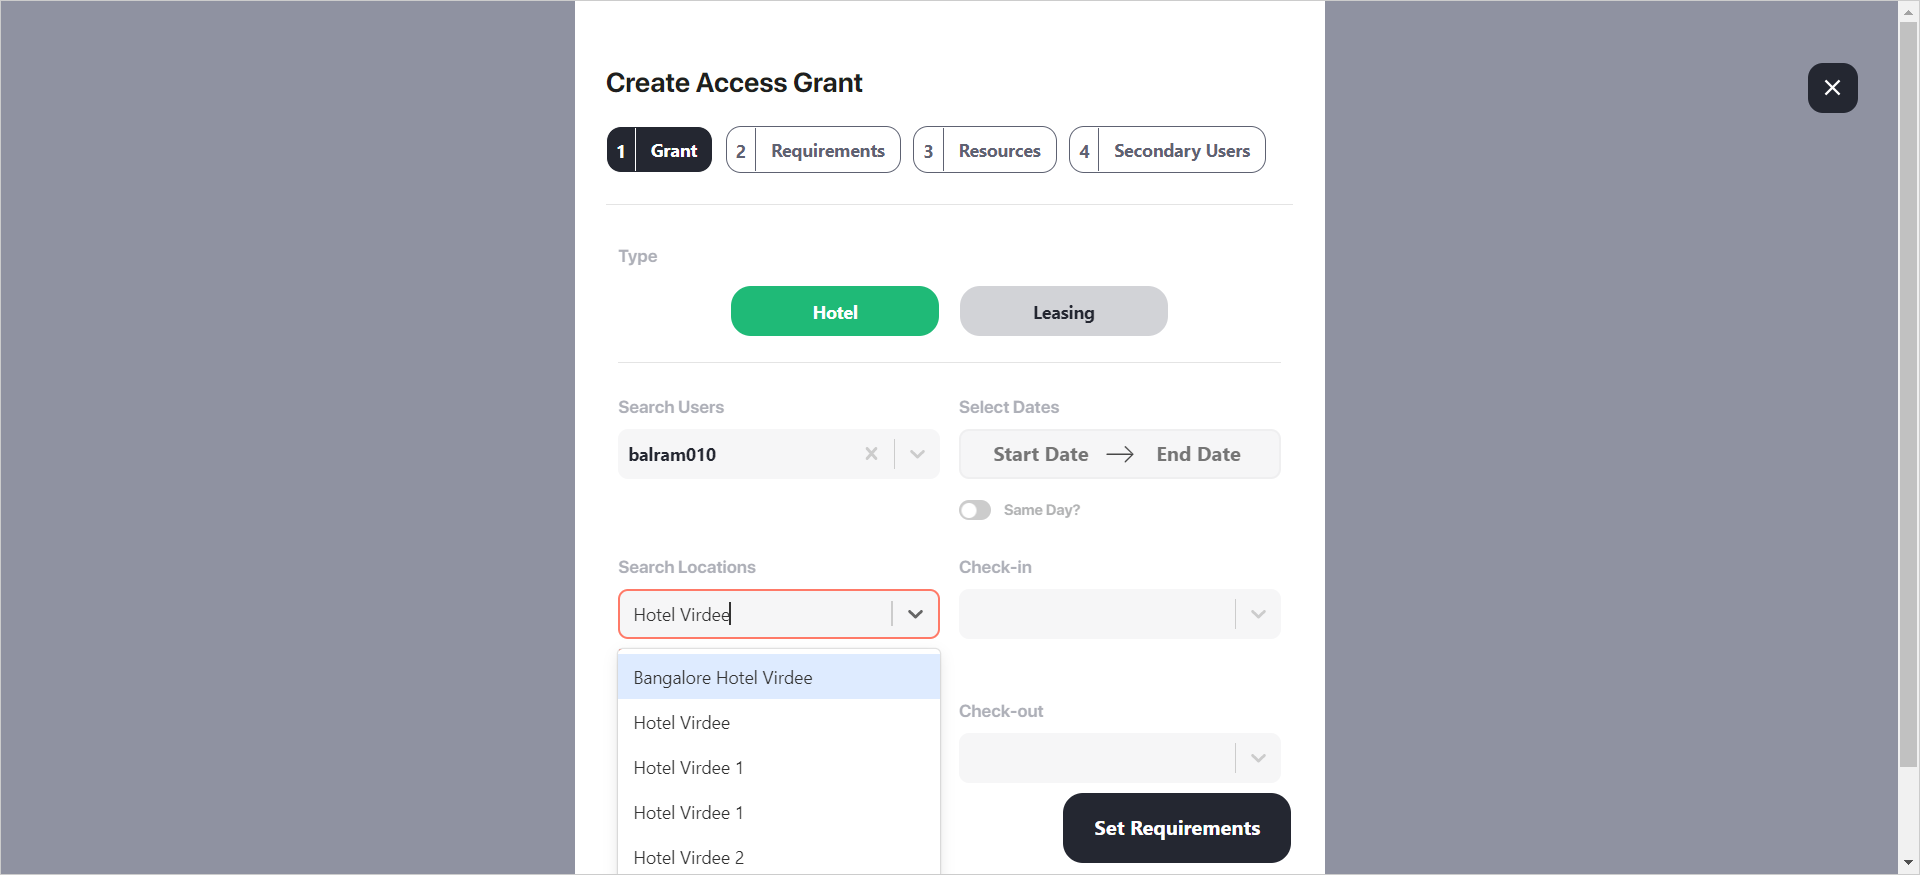 Create Access Grant
1 Grant 2 Requirements 3 Resources 4 Secondary Users
Type
Hotel Leasing
Search Users Select Dates
balram010 Start Date → End Date
Same Day?
Search Locations Check-in
Hotel Virdee
Bangalore Hotel Virdee
Hotel Virdee Check-out
Hotel Virdee 1
Hotel Virdee 1
Set Requirements
Hotel Virdee 2